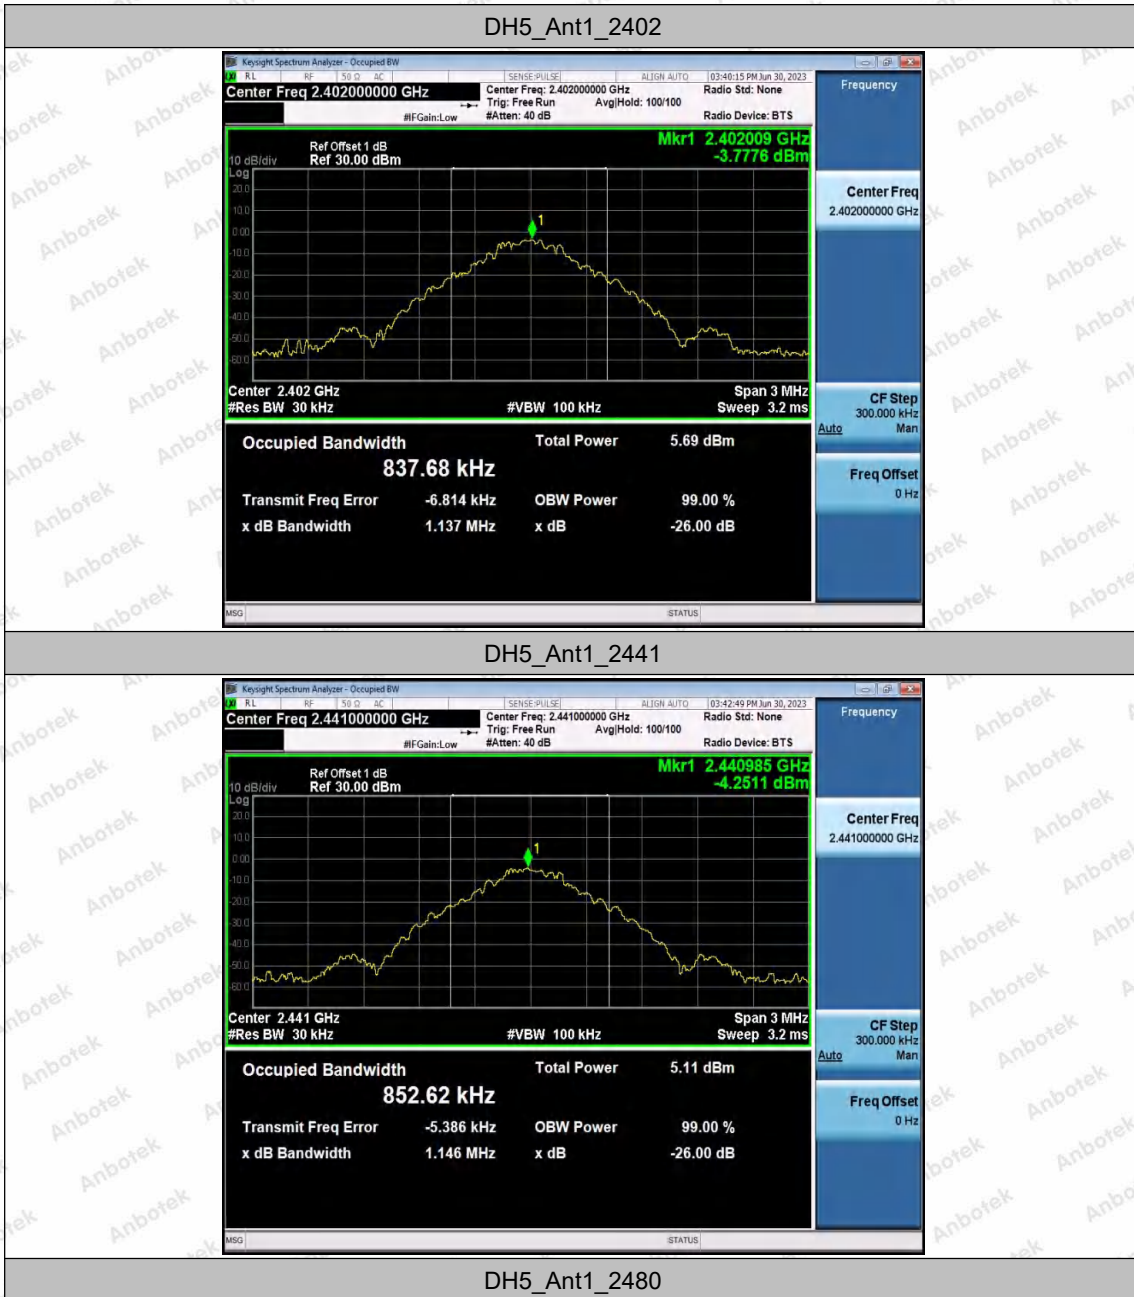 DH5_Ant1_2402
Keysight Spectrum Analyzer - Occupied BW
RL RF 50 Ω AC SENSE:PULSE ALIGN AUTO 03:40:15 PM Jun 30, 2023
Center Freq 2.402000000 GHz
Center Freq: 2.402000000 GHz Radio Std: None
Trig: Free Run Avg|Hold: 100/100
#IFGain:Low #Atten: 40 dB Radio Device: BTS
Frequency
Mkr1 2.402009 GHz
-3.7776 dBm
Ref Offset 1 dB
10 dB/div Ref 30.00 dBm
Log
20.0
10.0
0.00
-10.0
-20.0
-30.0
-40.0
-50.0
-60.0
1
Center Freq
2.402000000 GHz
Center 2.402 GHz Span 3 MHz
#Res BW 30 kHz #VBW 100 kHz Sweep 3.2 ms
CF Step
300.000 kHz
Auto Man
Occupied Bandwidth Total Power 5.69 dBm
837.68 kHz
Transmit Freq Error -6.814 kHz OBW Power 99.00 %
x dB Bandwidth 1.137 MHz x dB -26.00 dB
Freq Offset
0 Hz
MSG STATUS
DH5_Ant1_2441
Keysight Spectrum Analyzer - Occupied BW
RL RF 50 Ω AC SENSE:PULSE ALIGN AUTO 03:42:49 PM Jun 30, 2023
Center Freq 2.441000000 GHz
Center Freq: 2.441000000 GHz Radio Std: None
Trig: Free Run Avg|Hold: 100/100
#IFGain:Low #Atten: 40 dB Radio Device: BTS
Frequency
Mkr1 2.440985 GHz
-4.2511 dBm
Ref Offset 1 dB
10 dB/div Ref 30.00 dBm
Log
20.0
10.0
0.00
-10.0
-20.0
-30.0
-40.0
-50.0
-60.0
1
Center Freq
2.441000000 GHz
Center 2.441 GHz Span 3 MHz
#Res BW 30 kHz #VBW 100 kHz Sweep 3.2 ms
CF Step
300.000 kHz
Auto Man
Occupied Bandwidth Total Power 5.11 dBm
852.62 kHz
Transmit Freq Error -5.386 kHz OBW Power 99.00 %
x dB Bandwidth 1.146 MHz x dB -26.00 dB
Freq Offset
0 Hz
MSG STATUS
DH5_Ant1_2480
Anbotek